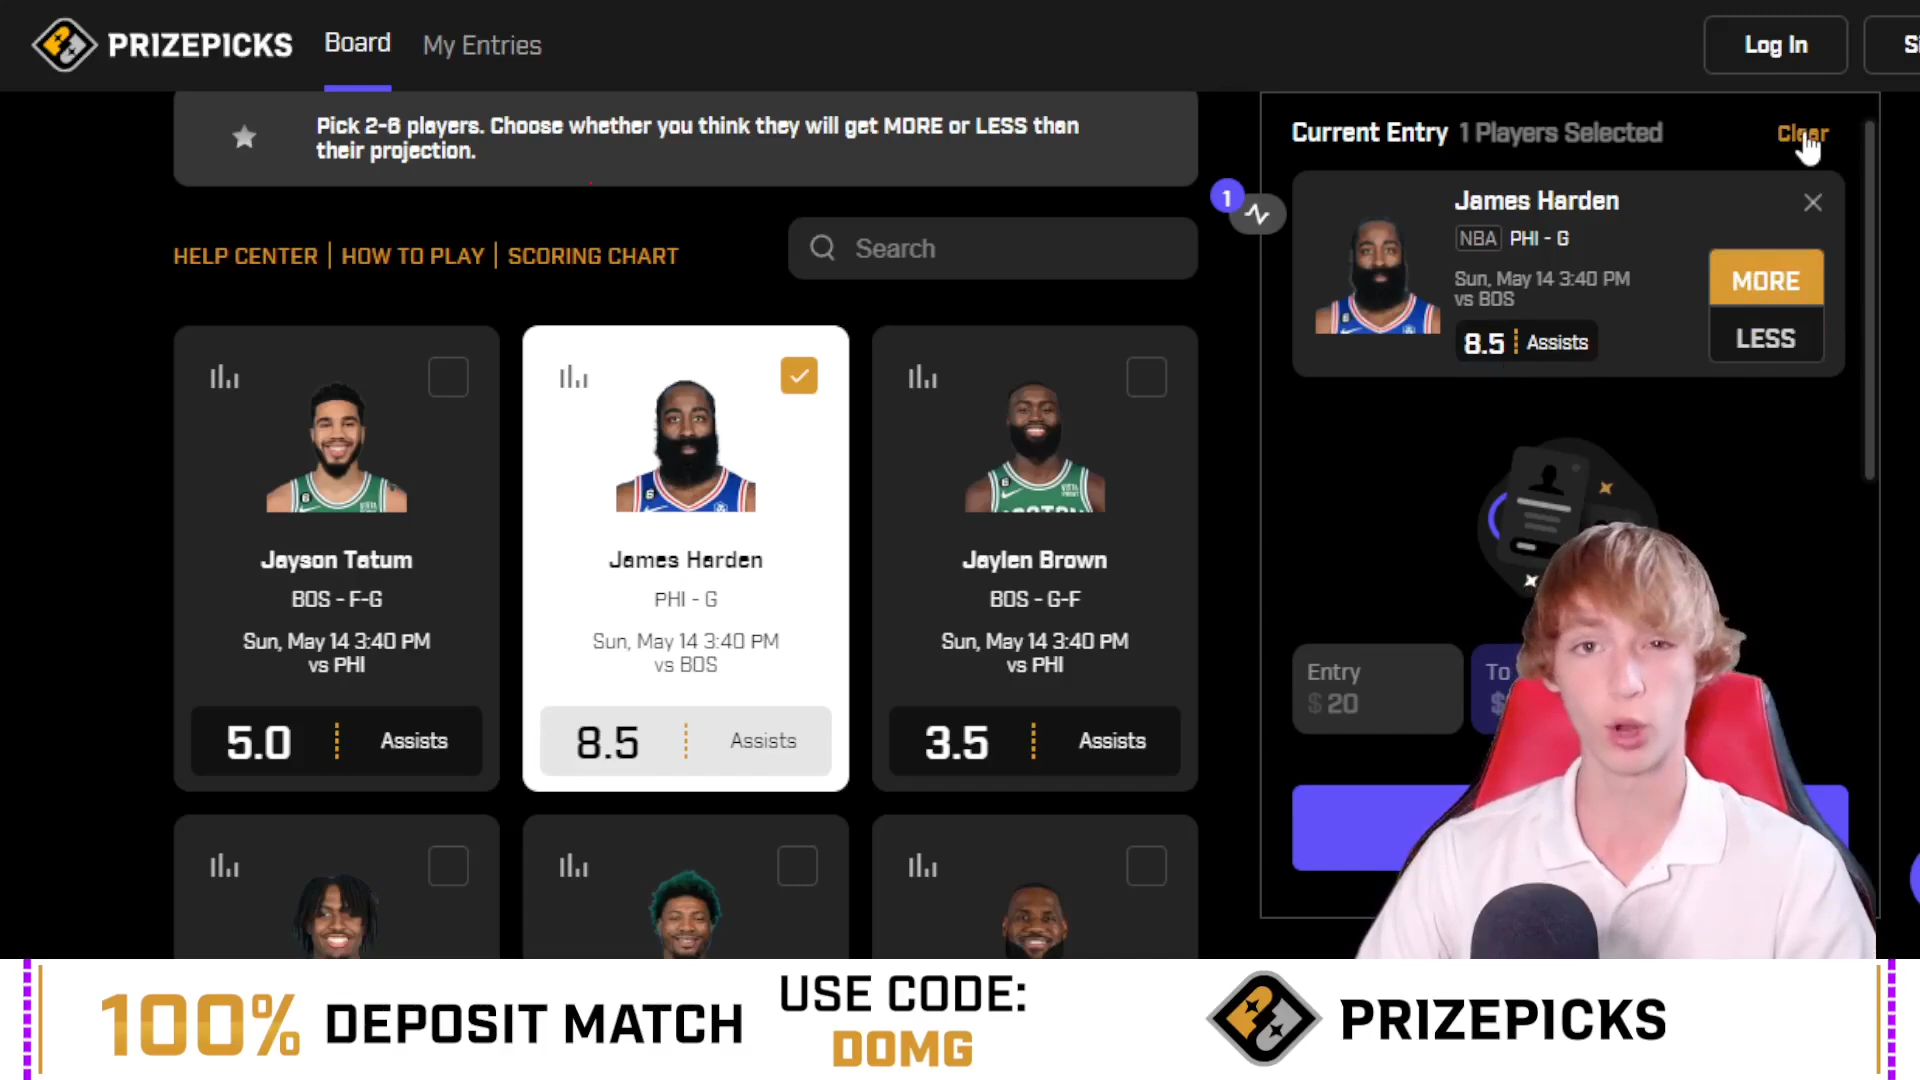 PRIZEPICKS
Board
My Entries
Log In
Pick 2-6 players. Choose whether you think they will get MORE or LESS than
their projection.
HELP CENTER | HOW TO PLAY | SCORING CHART
Search
Jayson Tatum
BOS - F-G
Sun, May 14 3:40 PM
vs PHI
5.0
Assists
James Harden
PHI - G
Sun, May 14 3:40 PM
vs BOS
8.5
Assists
Jaylen Brown
BOS - G-F
Sun, May 14 3:40 PM
vs PHI
3.5
Assists
1
Current Entry 1 Players Selected
Clear
James Harden
NBA PHI - G
Sun, May 14 3:40 PM
vs BOS
8.5 Assists
MORE
LESS
Entry
$ 20
To
$
100% DEPOSIT MATCH
USE CODE:
DOMG
PRIZEPICKS